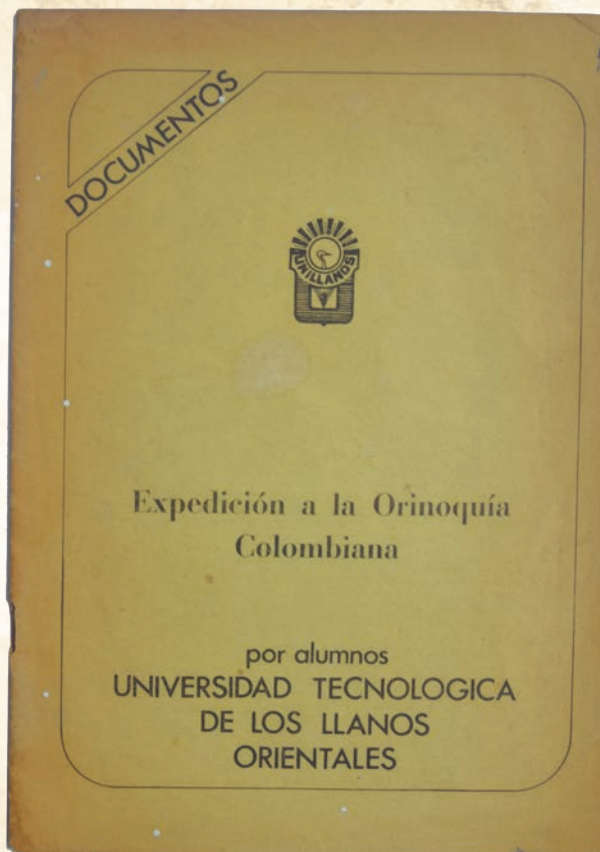 DOCUMENTOS
UNILLANOS
Expedición a la Orinoquía
Colombiana
por alumnos
UNIVERSIDAD TECNOLOGICA
DE LOS LLANOS
ORIENTALES